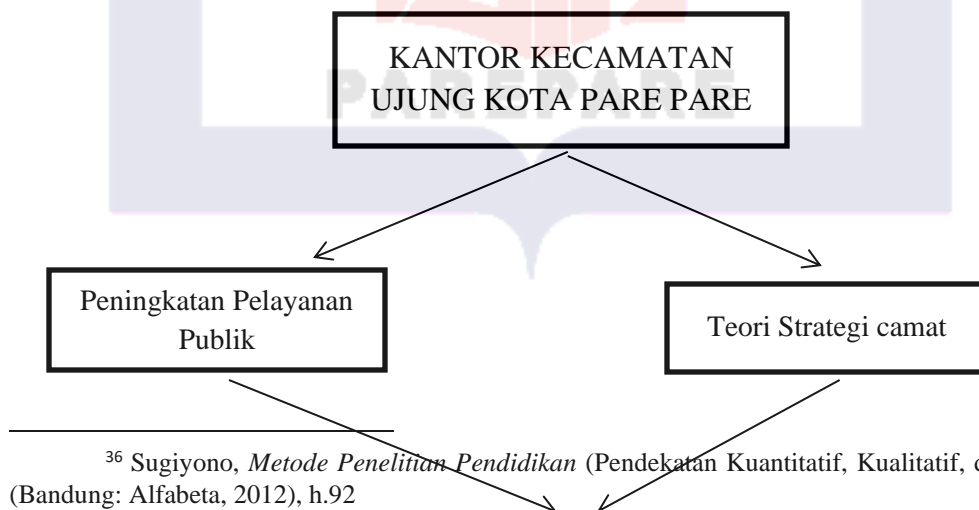 KANTOR KECAMATAN
UJUNG KOTA PARE PARE
PAREPARE
Peningkatan Pelayanan
Publik
Teori Strategi camat
36 Sugiyono, Metode Penelitian Pendidikan (Pendekatan Kuantitatif, Kualitatif,
(Bandung: Alfabeta, 2012), h.92